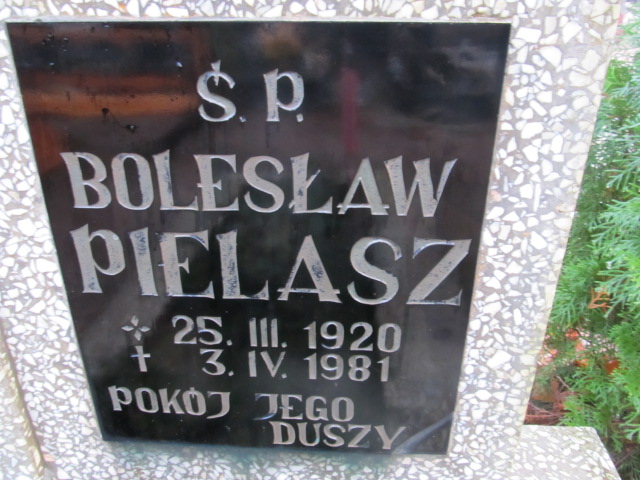 Ś. P.
BOLESŁAW
PIELASZ
25. III. 1920
† 3. IV. 1981
POKÓJ JEGO
DUSZY